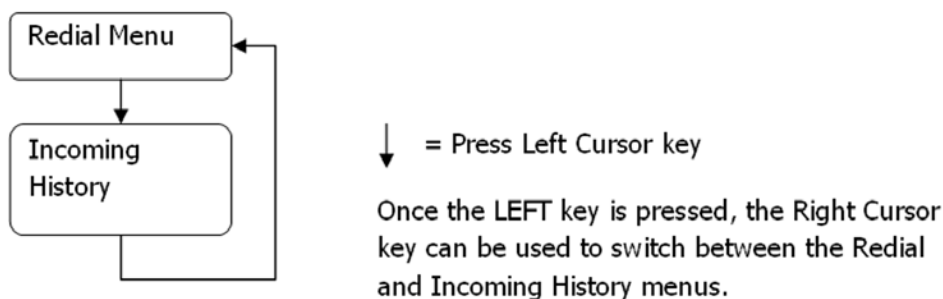 Redial Menu
Incoming
History
= Press Left Cursor key
Once the LEFT key is pressed, the Right Cursor
key can be used to switch between the Redial
and Incoming History menus.